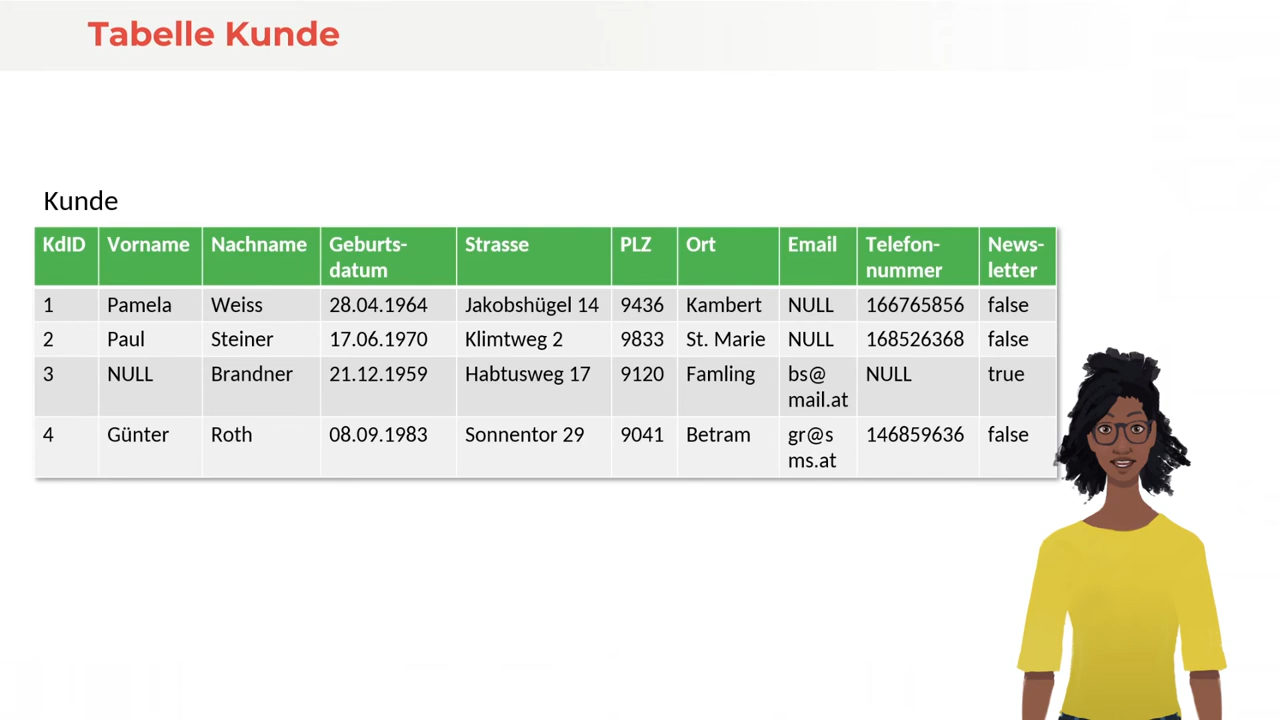 Tabelle Kunde
Kunde
KdID Vorname Nachname Geburts- Strasse PLZ Ort Email Telefon- News-
datum nummer letter
1 Pamela Weiss 28.04.1964 Jakobshügel 14 9436 Kambert NULL 166765856 false
2 Paul Steiner 17.06.1970 Klimtweg 2 9833 St. Marie NULL 168526368 false
3 NULL Brandner 21.12.1959 Habtusweg 17 9120 Famling bs@ NULL true
mail.at
4 Günter Roth 08.09.1983 Sonnentor 29 9041 Betram gr@s 146859636 false
ms.at